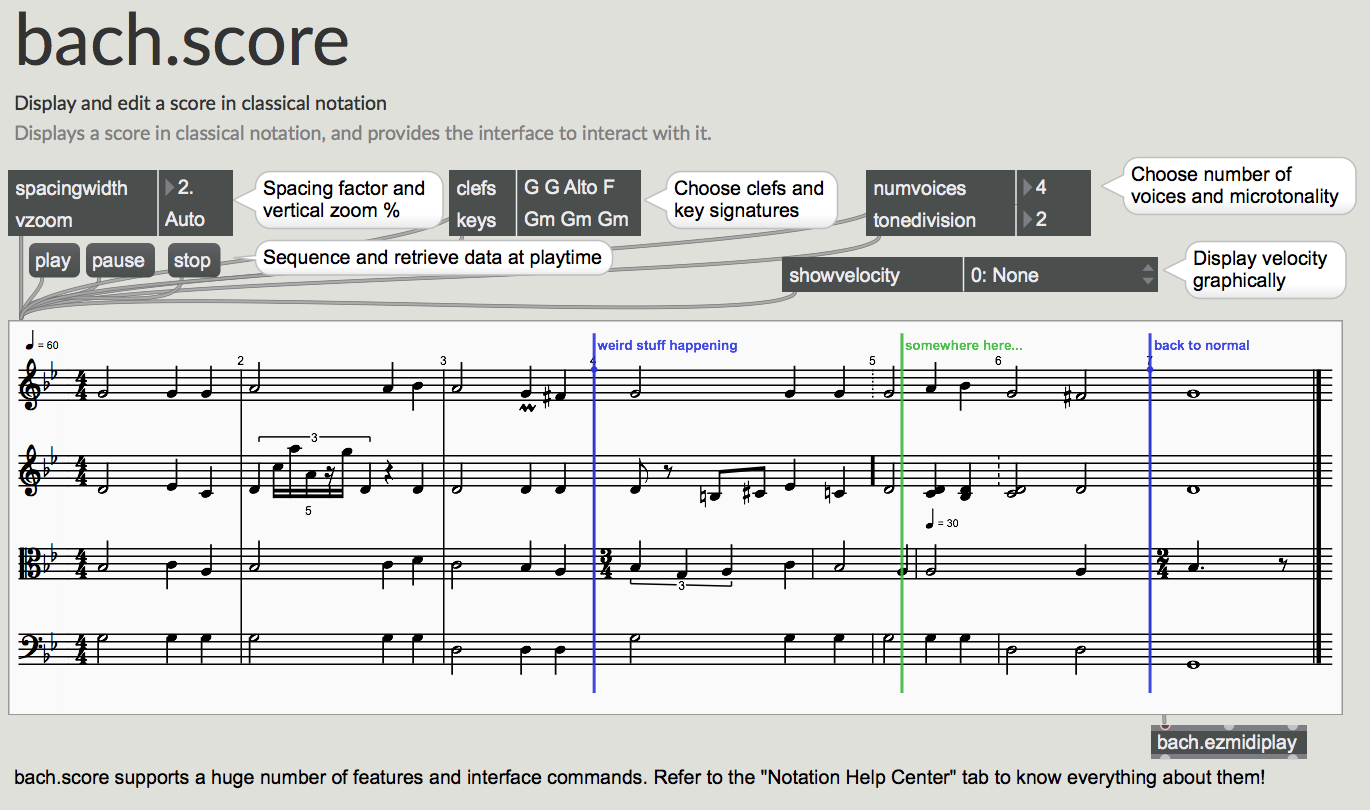 bach.score
Display and edit a score in classical notation
Displays a score in classical notation, and provides the interface to interact with it.
spacingwidth 2.
vzoom Auto
Spacing factor and
vertical zoom %
clefs G G Alto F
keys Gm Gm Gm
Choose clefs and
key signatures
numvoices 4
tonedivision 2
Choose number of
voices and microtonality
play pause stop
Sequence and retrieve data at playtime
showvelocity 0: None
Display velocity
graphically
= 60
weird stuff happening
somewhere here...
back to normal
2 3 4 5 6 7
4
4
3
4
4
5
= 30
4
4
3
4
3
2
4
4
4
bach.ezmidiplay
bach.score supports a huge number of features and interface commands. Refer to the "Notation Help Center" tab to know everything about them!